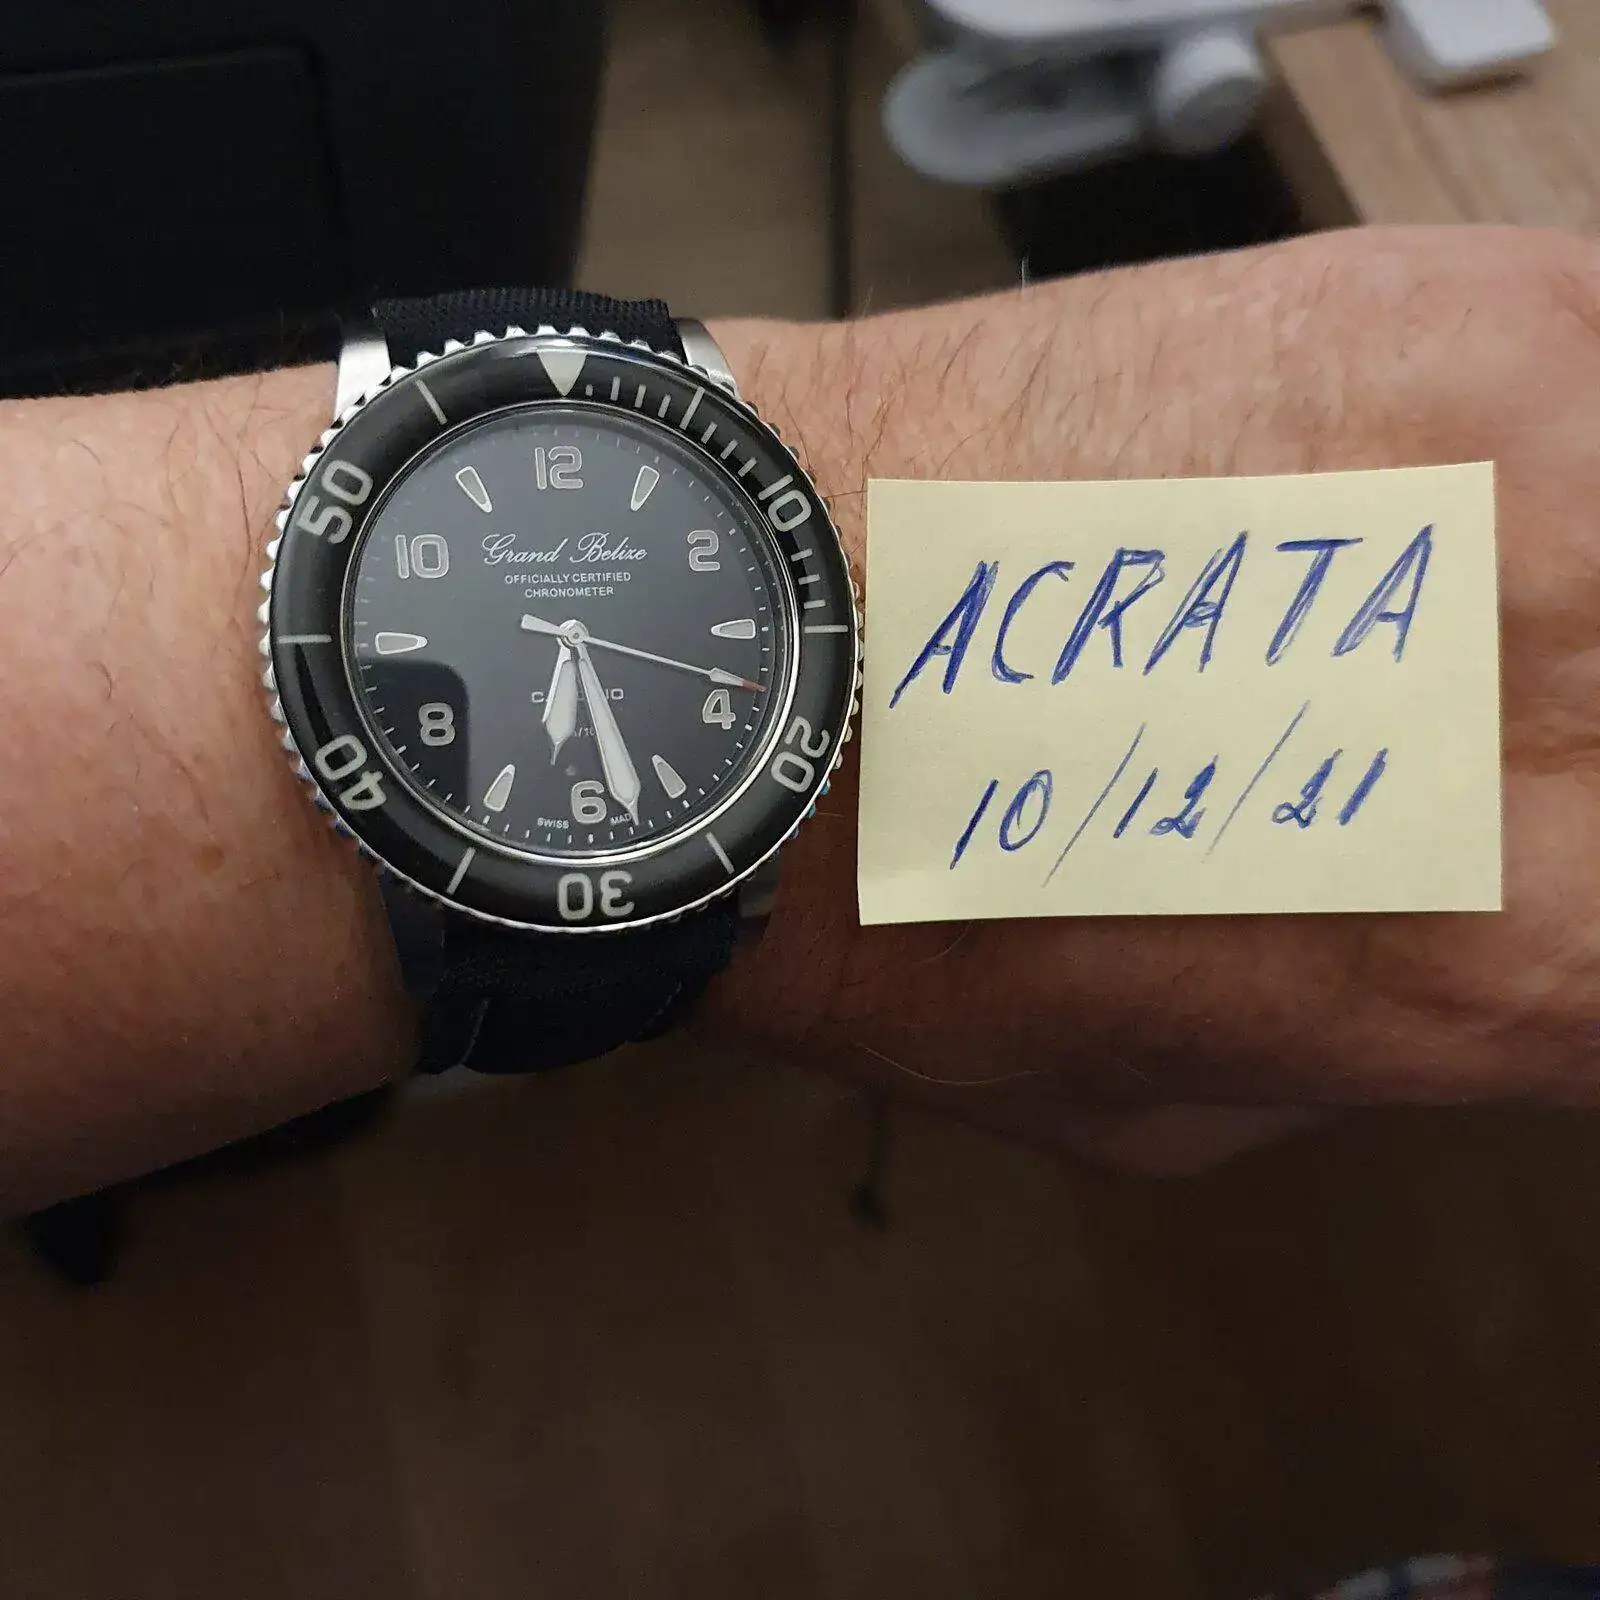 50
10
20
30
40
12
10
2
8
4
6
Grand Belize
OFFICIALLY CERTIFIED
CHRONOMETER
SWISS
ACRATA
10/12/21